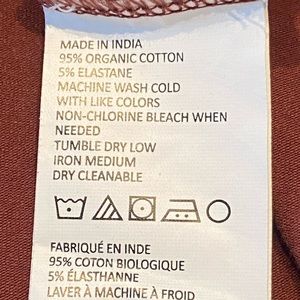 MADE IN INDIA
95% ORGANIC COTTON
5% ELASTANE
MACHINE WASH COLD
WITH LIKE COLORS
NON-CHLORINE BLEACH WHEN
NEEDED
TUMBLE DRY LOW
IRON MEDIUM
DRY CLEANABLE
FABRIQUÉ EN INDE
95% COTON BIOLOGIQUE
5% ÉLASTHANNE
LAVER À MACHINE À FROID